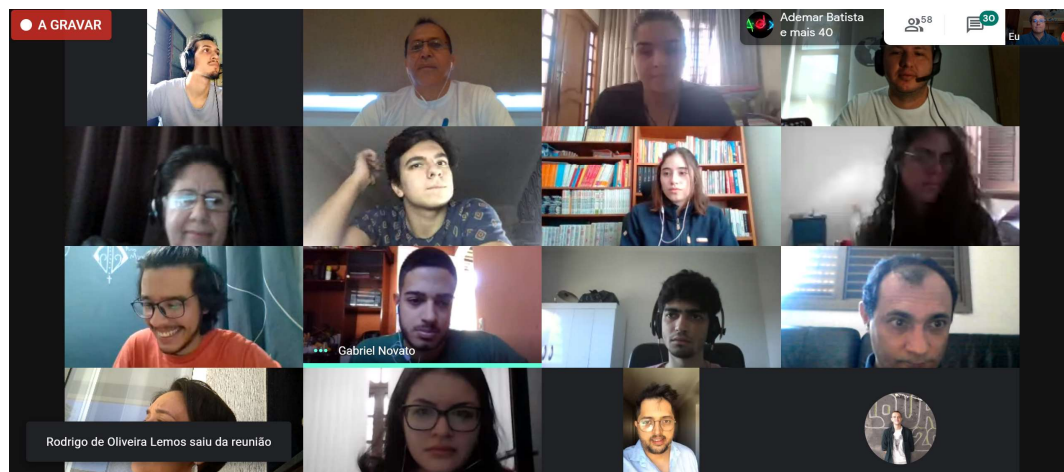 A GRAVAR
Ademar Batista
e mais 40
58
30
Eu
Gabriel Novato
Rodrigo de Oliveira Lemos saiu da reunião